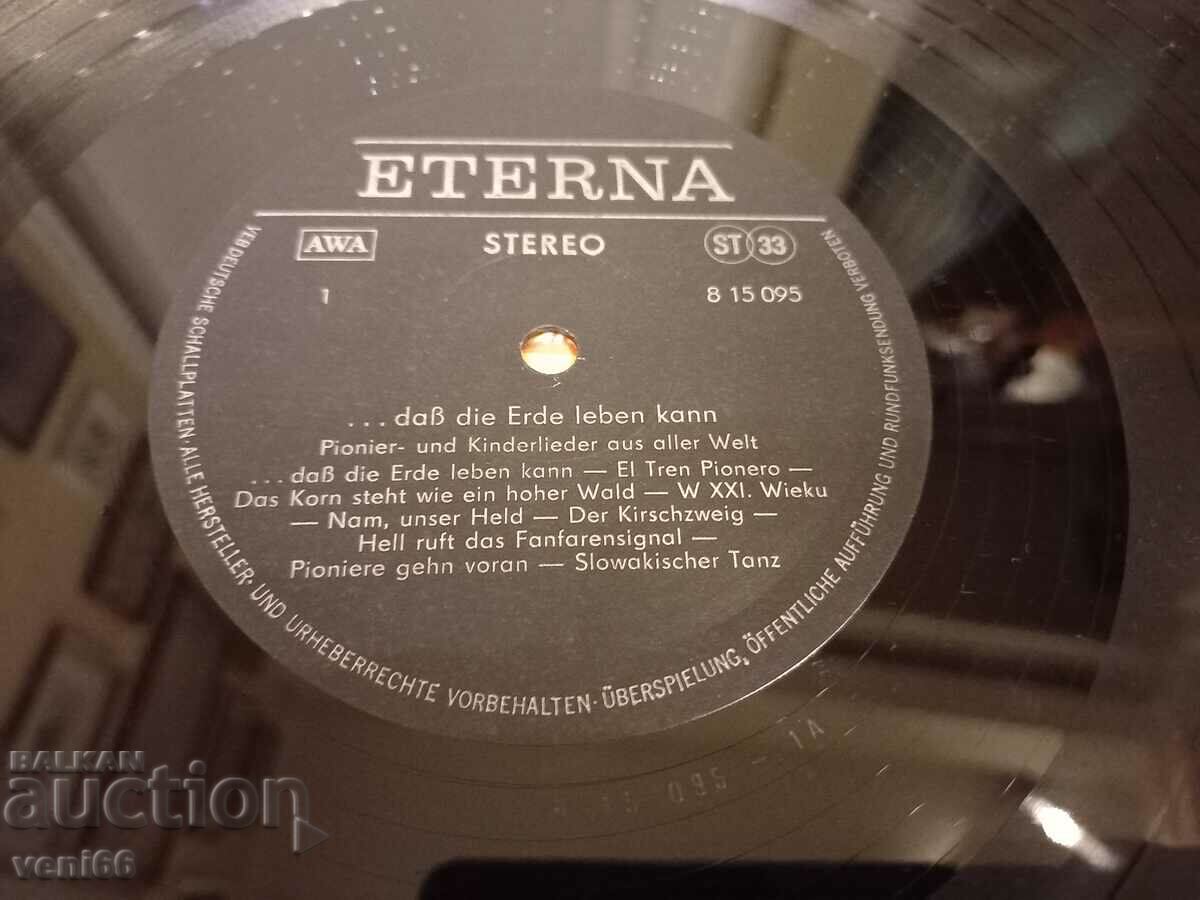 ETERNA
AWA STEREO ST 33
1 8 15 095
. . . daß die Erde leben kann
Pionier- und Kinderlieder aus aller Welt
. . . daß die Erde leben kann — El Tren Pionero —
Das Korn steht wie ein hoher Wald — W XXI. Wieku
— Nam, unser Held — Der Kirschzweig —
Hell ruft das Fanfarensignal —
Pioniere gehn voran — Slowakischer Tanz
VEB DEUTSCHE SCHALLPLATTEN · ALLE HERSTELLER- UND URHEBERRECHTE VORBEHALTEN · ÜBERSPIELUNG, ÖFFENTLICHE AUFFÜHRUNG UND RUNDFUNKSENDUNG VERBOTEN
095 - 1A
BALKAN
auction
veni66